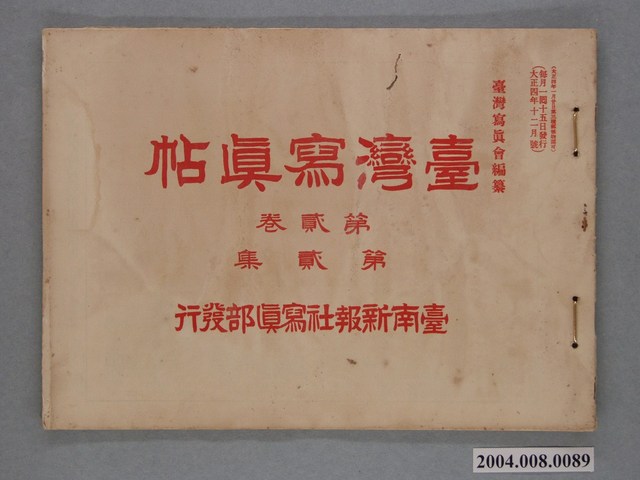 (每月一回十五日發行)
大正四年十二月號
臺灣寫眞會編纂
臺灣寫眞帖
第貳卷
第貳集
臺南新報社寫眞部發行
2004.008.0089